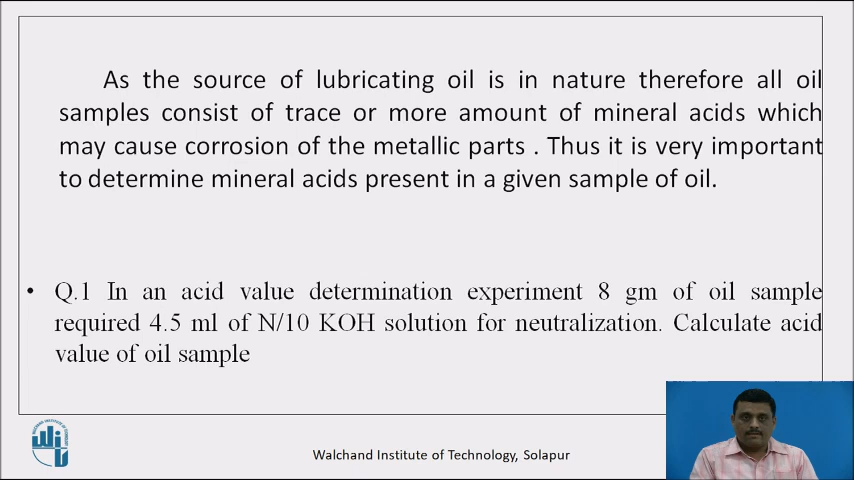 As the source of lubricating oil is in nature therefore all oil
samples consist of trace or more amount of mineral acids which
may cause corrosion of the metallic parts . Thus it is very important
to determine mineral acids present in a given sample of oil.
• Q.1 In an acid value determination experiment 8 gm of oil sample
required 4.5 ml of N/10 KOH solution for neutralization. Calculate acid
value of oil sample
Walchand Institute of Technology, Solapur